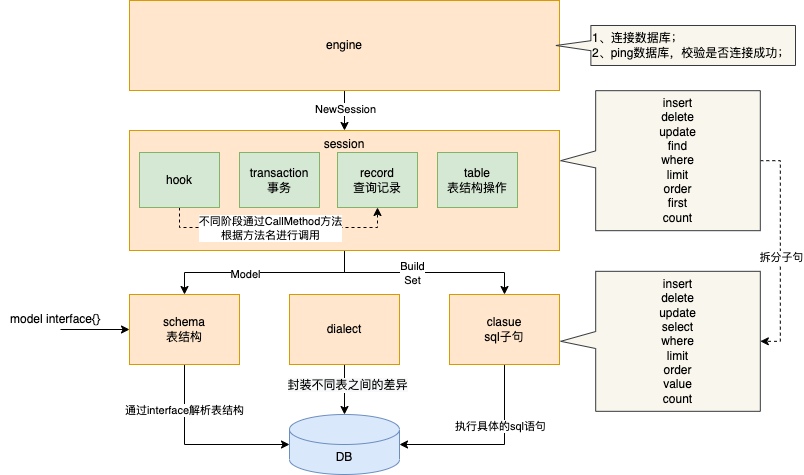 engine
1、连接数据库；
2、ping数据库，校验是否连接成功；
NewSession
session
hook
transaction
事务
record
查询记录
table
表结构操作
不同阶段通过CallMethod方法
根据方法名进行调用
insert
delete
update
find
where
limit
order
first
count
拆分子句
Model
Build
Set
model interface{}
schema
表结构
dialect
clasue
sql子句
insert
delete
update
select
where
limit
order
value
count
封装不同表之间的差异
通过interface解析表结构
执行具体的sql语句
DB